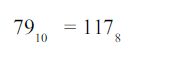 79₁₀ = 117₈